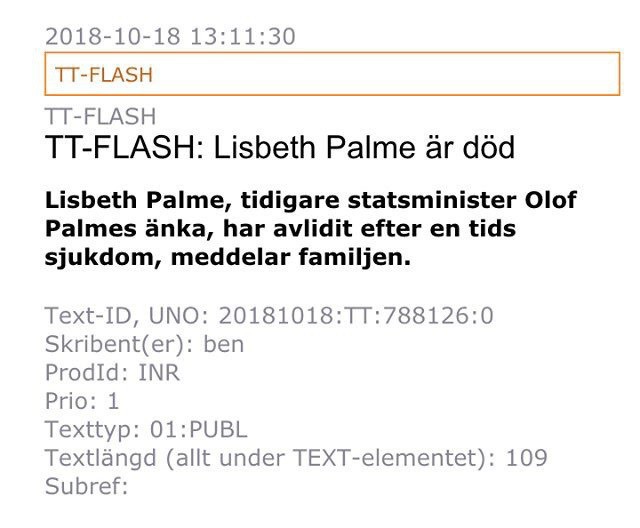 2018-10-18 13:11:30
TT-FLASH
TT-FLASH
TT-FLASH: Lisbeth Palme är död
Lisbeth Palme, tidigare statsminister Olof
Palmes änka, har avlidit efter en tids
sjukdom, meddelar familjen.
Text-ID, UNO: 20181018:TT:788126:0
Skribent(er): ben
ProdId: INR
Prio: 1
Texttyp: 01:PUBL
Textlängd (allt under TEXT-elementet): 109
Subref: